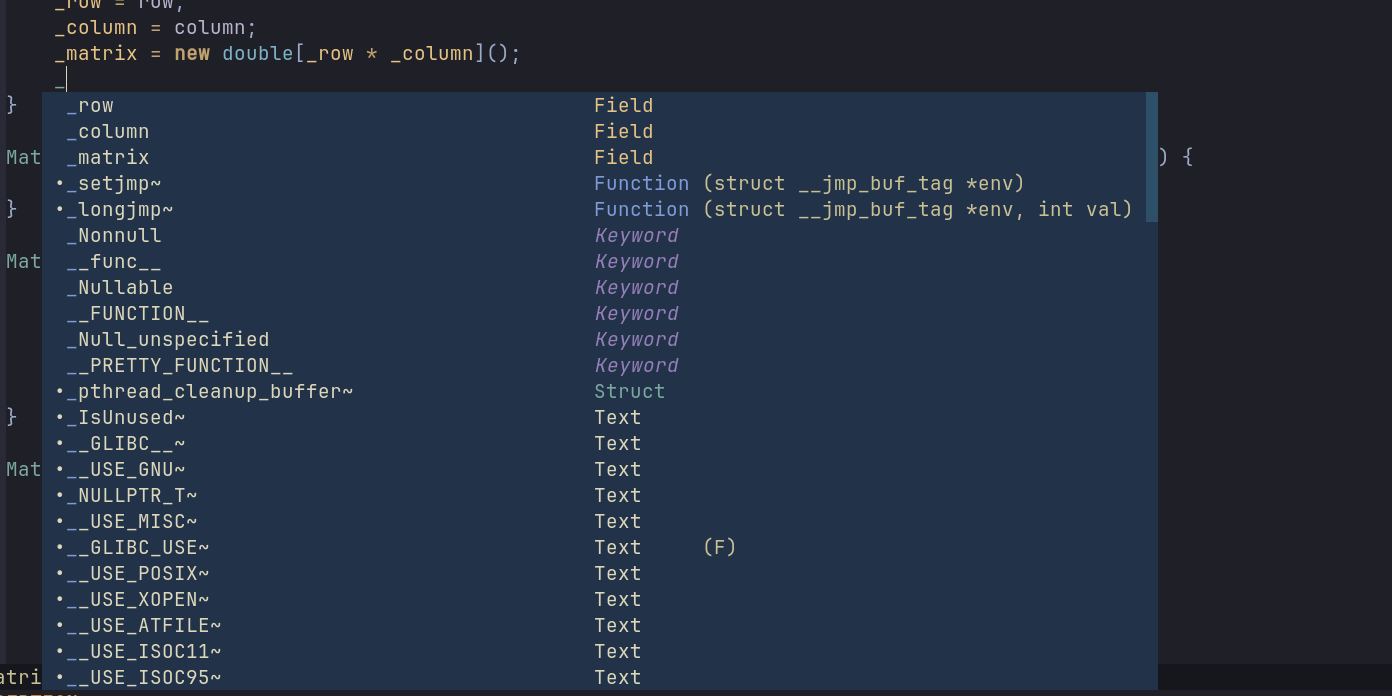 _row = row;
_column = column;
_matrix = new double[_row * _column]();
_
}
_row Field
_column Field
Mat _matrix Field ) {
•_setjmp~ Function (struct __jmp_buf_tag *env)
} •_longjmp~ Function (struct __jmp_buf_tag *env, int val)
_Nonnull Keyword
Mat __func__ Keyword
_Nullable Keyword
__FUNCTION__ Keyword
_Null_unspecified Keyword
__PRETTY_FUNCTION__ Keyword
•_pthread_cleanup_buffer~ Struct
} •_IsUnused~ Text
•__GLIBC__~ Text
Mat •__USE_GNU~ Text
•_NULLPTR_T~ Text
•__USE_MISC~ Text
•__GLIBC_USE~ Text (F)
•__USE_POSIX~ Text
•__USE_XOPEN~ Text
•__USE_ATFILE~ Text
•__USE_ISOC11~ Text
atri •__USE_ISOC95~ Text